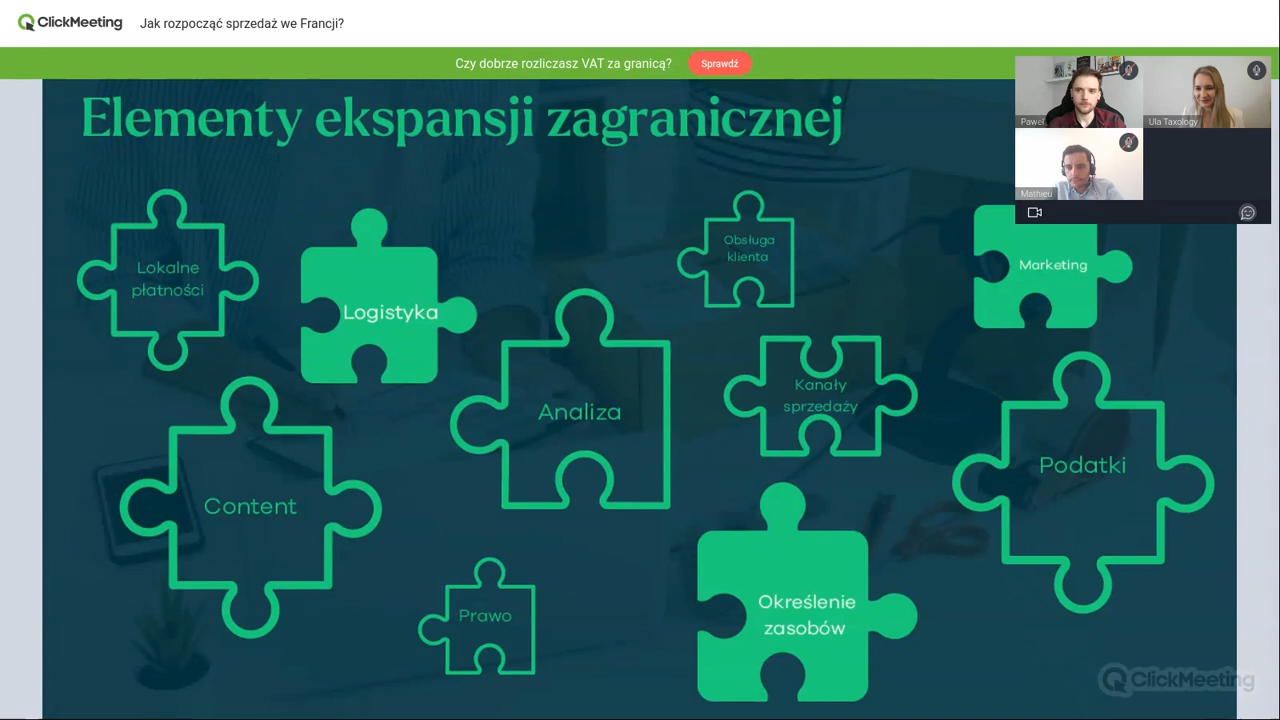 ClickMeeting
Jak rozpocząć sprzedaż we Francji?
Czy dobrze rozliczasz VAT za granicą?
Sprawdź
Elementy ekspansji zagranicznej
Paweł
Ula Taxology
Mathieu
Lokalne
płatności
Logistyka
Obsługa
klienta
Marketing
Analiza
Kanały
sprzedaży
Podatki
Content
Prawo
Określenie
zasobów
ClickMeeting